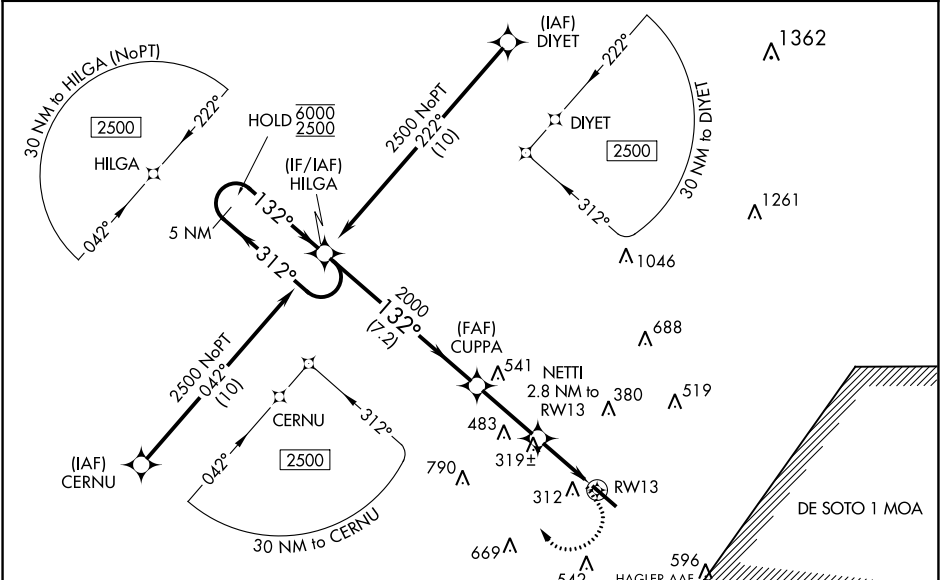 (IAF)
DIYET
1362
30 NM to HILGA (NoPT)
2500
222°
HILGA
042°
HOLD 6000
2500
(IF/IAF)
HILGA
2500 NoPT
222°
(10)
222°
DIYET
2500
312°
30 NM to DIYET
1261
1046
132°
5 NM
312°
2000
132°
(7.2)
(FAF)
CUPPA
541
NETTI
2.8 NM to
RW13
688
380
519
2500 NoPT
042°
(10)
(IAF)
CERNU
CERNU
042°
312°
2500
30 NM to CERNU
483
319±
790
312
RW13
669
542
HAGLER AAF
596
DE SOTO 1 MOA